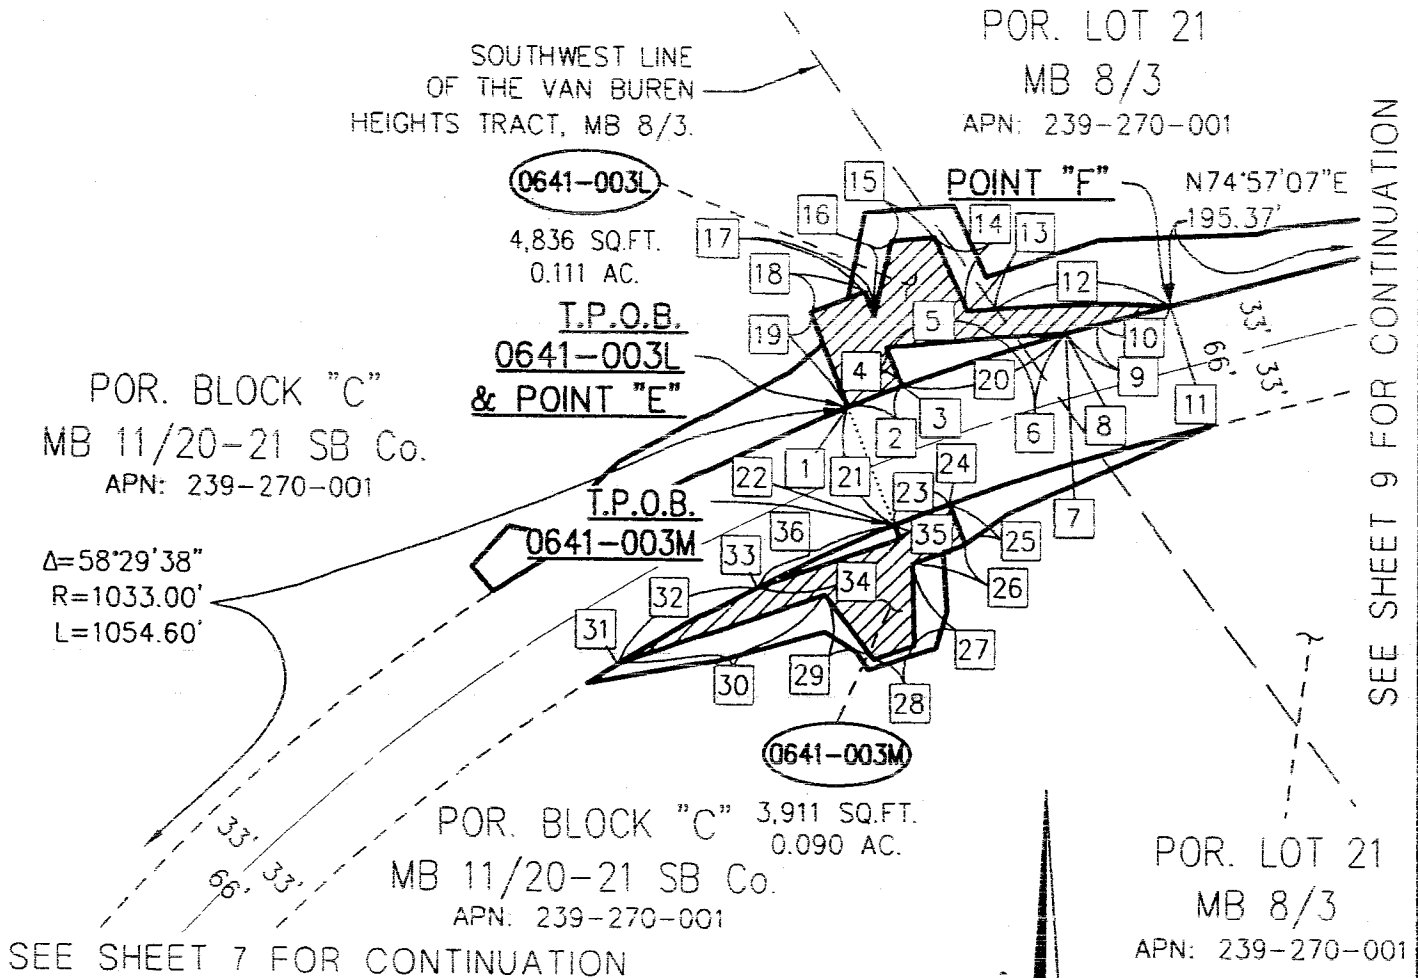 POR. LOT 21
MB 8/3
APN: 239-270-001
SOUTHWEST LINE
OF THE VAN BUREN
HEIGHTS TRACT, MB 8/3.
0641-003L
4,836 SQ.FT.
0.111 AC.
POINT "F"
N74°57'07"E
195.37'
SEE SHEET 9 FOR CONTINUATION
15
16
14
13
17
18
12
19
5
10
4
20
9
3
11
2
6
8
33'
66'
33'
T.P.O.B.
0641-003L
& POINT "E"
POR. BLOCK "C"
MB 11/20-21 SB Co.
APN: 239-270-001
1
21
22
24
23
7
T.P.O.B.
0641-003M
36
35
25
33
34
26
32
31
27
30
29
28
Δ=58°29'38"
R=1033.00'
L=1054.60'
0641-003M
3,911 SQ.FT.
0.090 AC.
33'
66'
33'
POR. BLOCK "C"
MB 11/20-21 SB Co.
APN: 239-270-001
POR. LOT 21
MB 8/3
APN: 239-270-001
SEE SHEET 7 FOR CONTINUATION